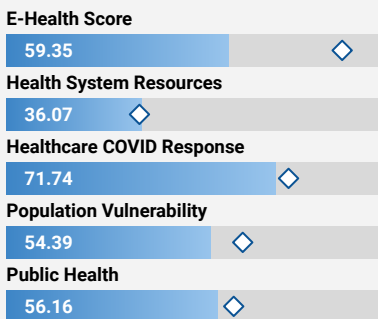 E-Health Score
59.35
Health System Resources
36.07
Healthcare COVID Response
71.74
Population Vulnerability
54.39
Public Health
56.16